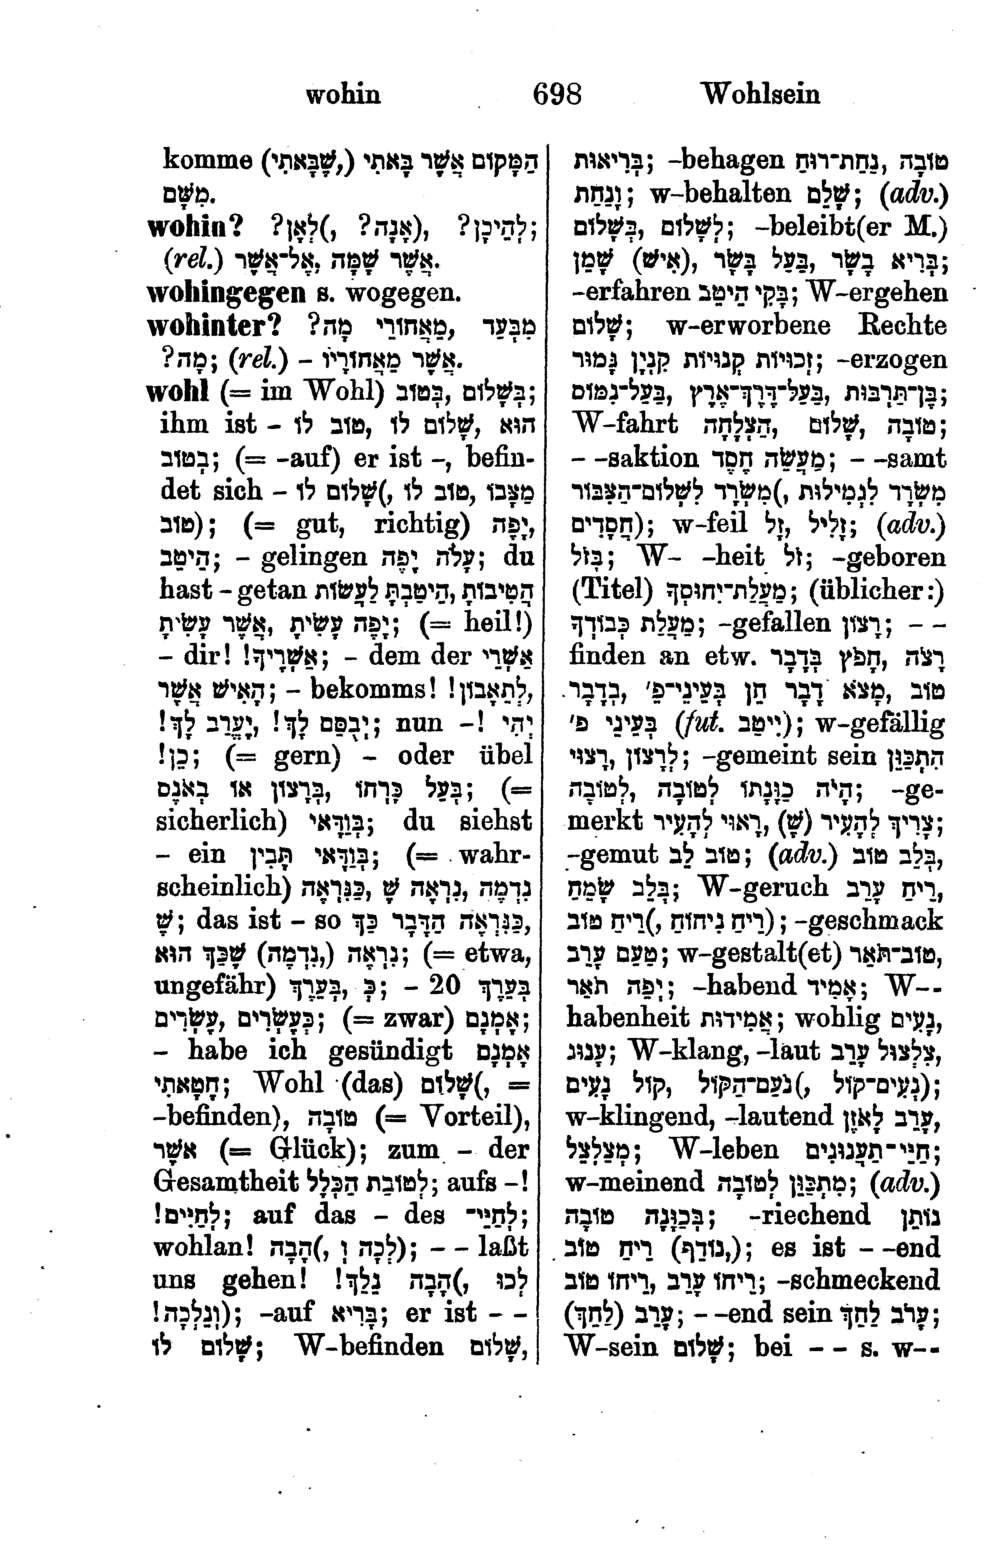 wohin 698 Wohlsein
komme הַמָּקוֹם אֲשֶׁר בָּאתִי (שֶׁבָּאתִי,)
מִשָּׁם.
wohin? לְהֵיכָן? (אָנָה?, לְאָן?);
(rel.) אֲשֶׁר שָׁמָּה, אֶל־אֲשֶׁר.
wohingegen s. wogegen.
wohinter? מִבְּעַד, מֵאֲחוֹרֵי מָה?
מָה?; (rel.) – אֲשֶׁר מֵאֲחוֹרָיו.
wohl (= im Wohl) בְּשָׁלוֹם, בְּטוֹב;
ihm ist – הוּא שָׁלוֹם לוֹ, טוֹב לוֹ,
בְּטוֹב; (= -auf) er ist –, befin-
det sich – מַצָּבוֹ טוֹב, שָׁלוֹם לוֹ (טוֹב לוֹ,
טוֹב); (= gut, richtig) יָפֶה,
הֵיטֵב; – gelingen עָלֹה יָפֶה; du
hast – getan הֱטִיבוֹתָ, הֵיטַבְתָּ לַעֲשׂוֹת
יָפֶה עָשִׂיתָ, אֲשֶׁר עָשִׂיתָ; (= heil!)
– dir! אַשְׁרֶיךָ!; – dem der אַשְׁרֵי
הָאִישׁ אֲשֶׁר; – bekomms! לְתֵאָבוֹן!,
יְבֻסַּם לְךָ!, יֶעֱרַב לְךָ!; nun –! יְהִי
כֵן!; (= gern) – oder übel
בְּעַל כָּרְחוֹ, בְּרָצוֹן אוֹ בְאֹנֶס; (=
sicherlich) בְּוַדָּאי; du siehst
– ein בְּוַדָּאי תָּבִין; (= wahr-
scheinlich) נִדְמֶה, נִרְאֶה שֶׁ, כַּנִּרְאֶה
שֶׁ; das ist – so כַּנִּרְאֶה הַדָּבָר כָּךְ,
נִרְאֶה (נִדְמֶה,) שֶׁכָּךְ הוּא; (= etwa,
ungefähr) בְּעֵרֶךְ, כְּ; – 20 בְּעֵרֶךְ
עֶשְׂרִים, כְּעֶשְׂרִים; (= zwar) אָמְנָם;
– habe ich gesündigt אָמְנָם
חָטָאתִי; Wohl (das) שָׁלוֹם (, =
-befinden), טוֹבָה (= Vorteil),
אֹשֶׁר (= Glück); zum – der
Gesamtheit לְטוֹבַת הַכְּלָל; aufs –!
לְחַיִּים!; auf das – des לְחַיֵּי־;
wohlan! הָבָה (, לְכָה וְ); – – laßt
uns gehen! הָבָה נֵלֵךְ! (, לְכוּ
וְנֵלְכָה!); -auf בָּרִיא; er ist – –
שָׁלוֹם לוֹ; W-befinden שָׁלוֹם,
בְּרִיאוּת; -behagen נַחַת־רוּחַ, טוֹבָה
וְנַחַת; w-behalten שָׁלֵם; (adv.)
לְשָׁלוֹם, בְּשָׁלוֹם; -beleibt(er M.)
בְּרִיא בָשָׂר, בַּעַל בָּשָׂר, (אִישׁ) שָׁמֵן;
-erfahren בָּקִי הֵיטֵב; W-ergehen
שָׁלוֹם; w-erworbene Rechte
זְכוּיוֹת קְנוּיוֹת קִנְיָן גָּמוּר; -erzogen
בֶּן־תַּרְבּוּת, בַּעַל־דֶּרֶךְ־אֶרֶץ, בַּעַל־נִמּוּס;
W-fahrt הַצְלָחָה, שָׁלוֹם, טוֹבָה;
– -saktion מַעֲשֵׂה חֶסֶד; – -samt
מִשְׂרָד לִשְׁלוֹם־הַצִּבּוּר (, מִשְׂרָד לִגְמִילוּת
חֲסָדִים); w-feil זָל, זְלִיל; (adv.)
בְּזוֹל; W- -heit זֹל; -geboren
(Titel) מַעֲלַת־יִחוּסְךָ; (üblicher:)
מַעֲלַת כְּבוֹדְךָ; -gefallen רָצוֹן; – –
finden an etw. רָצֹה, חָפֹץ בְּדָבָר
בְּדָבָר, מָצֹא דָבָר חֵן בְּעֵינֵי־פ', טוֹב
בְּעֵינֵי פ' (fut. יִיטַב); w-gefällig
לְרָצוֹן, רָצוּי; -gemeint sein הִתְכַּוֵּן
לְטוֹבָה, הָיֹה כַוָּנָתוֹ לְטוֹבָה; -ge-
merkt צָרִיךְ לְהָעִיר (שֶׁ), רָאוּי לְהָעִיר;
-gemut טוֹב לֵב; (adv.) בְּלֵב טוֹב,
בְּלֵב שָׂמֵחַ; W-geruch רֵיחַ עָרֵב,
רֵיחַ טוֹב (, רֵיחַ נִיחוֹחַ); -geschmack
טַעַם עָרֵב; w-gestalt(et) טוֹב־תֹּאַר,
יְפֵה תֹאַר; -habend אָמִיד; W--
habenheit אֲמִידוּת; wohlig נָעִים,
עָנוּג; W-klang, -laut צִלְצוּל עָרֵב,
קוֹל נָעִים (, נֹעַם־הַקּוֹל, נְעִים־קוֹל);
w-klingend, -lautend עָרֵב לָאֹזֶן,
מְצַלְצֵל; W-leben חַיֵּי־תַעֲנוּגִים;
w-meinend מִתְכַּוֵּן לְטוֹבָה; (adv.)
בְּכַוָּנָה טוֹבָה; -riechend נוֹתֵן
רֵיחַ טוֹב (נוֹדֵף,); es ist – -end
רֵיחוֹ עָרֵב, רֵיחוֹ טוֹב; -schmeckend
עָרֵב (לַחֵךְ); – -end sein עָרֹב לַחֵךְ;
W-sein שָׁלוֹם; bei – – s. w--